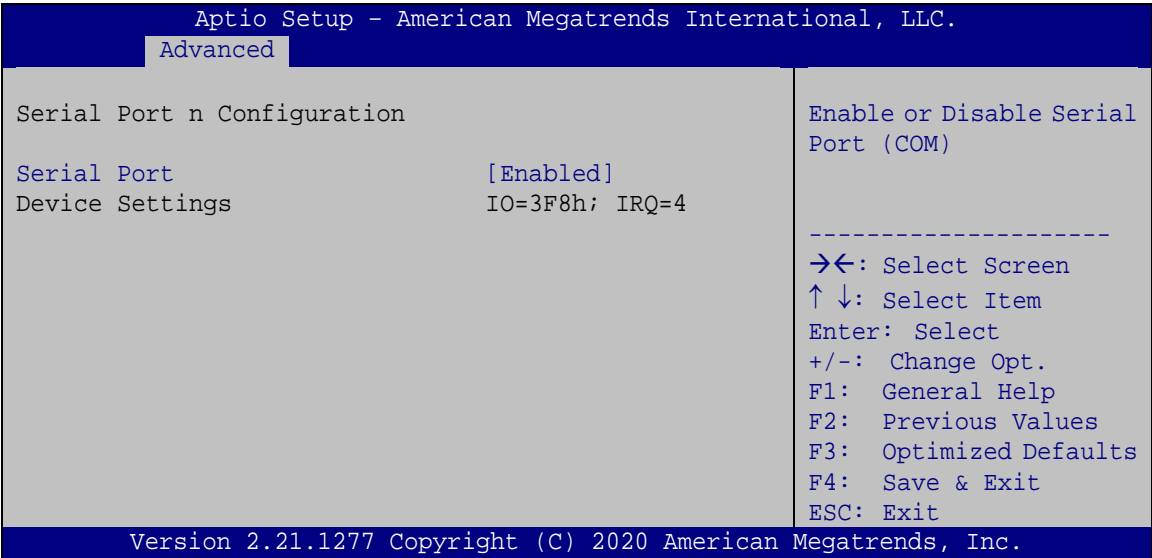 Aptio Setup – American Megatrends International, LLC.
Advanced
Serial Port n Configuration
Serial Port [Enabled]
Device Settings IO=3F8h; IRQ=4
Enable or Disable Serial
Port (COM)
---------------------
→←: Select Screen
↑ ↓: Select Item
Enter: Select
+/-: Change Opt.
F1: General Help
F2: Previous Values
F3: Optimized Defaults
F4: Save & Exit
ESC: Exit
Version 2.21.1277 Copyright (C) 2020 American Megatrends, Inc.